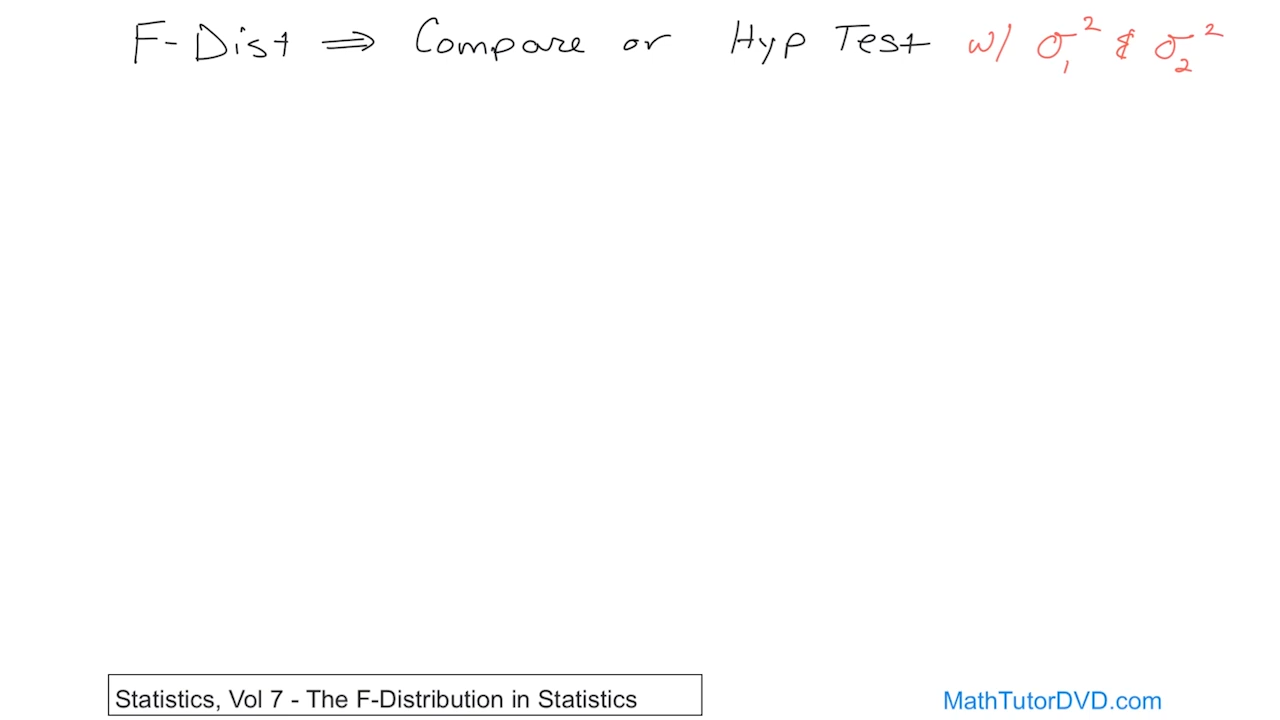 F-Dist ⇒ Compare or Hyp Test w/ σ₁² & σ₂²
Statistics, Vol 7 - The F-Distribution in Statistics
MathTutorDVD.com